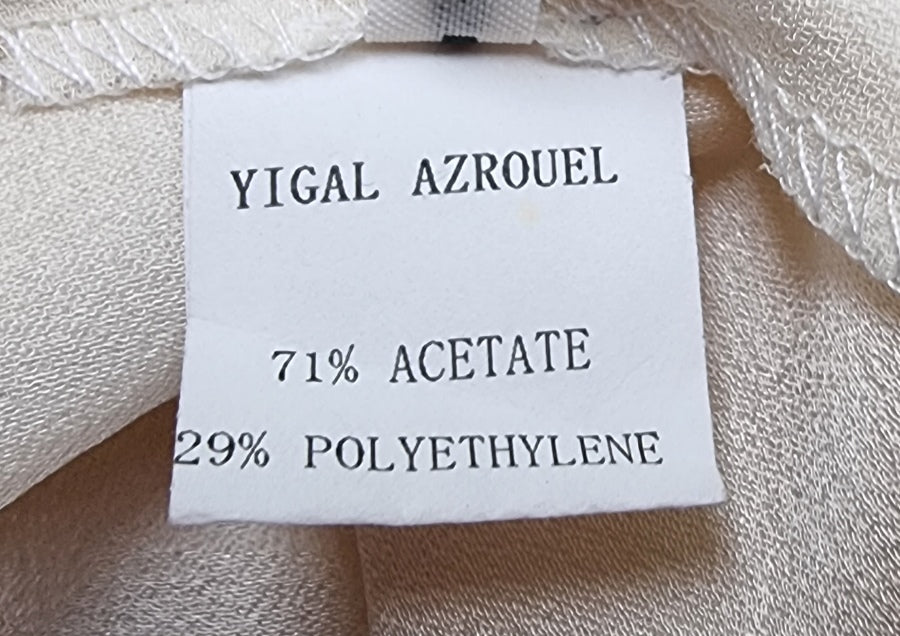 YIGAL AZROUEL
71% ACETATE
29% POLYETHYLENE